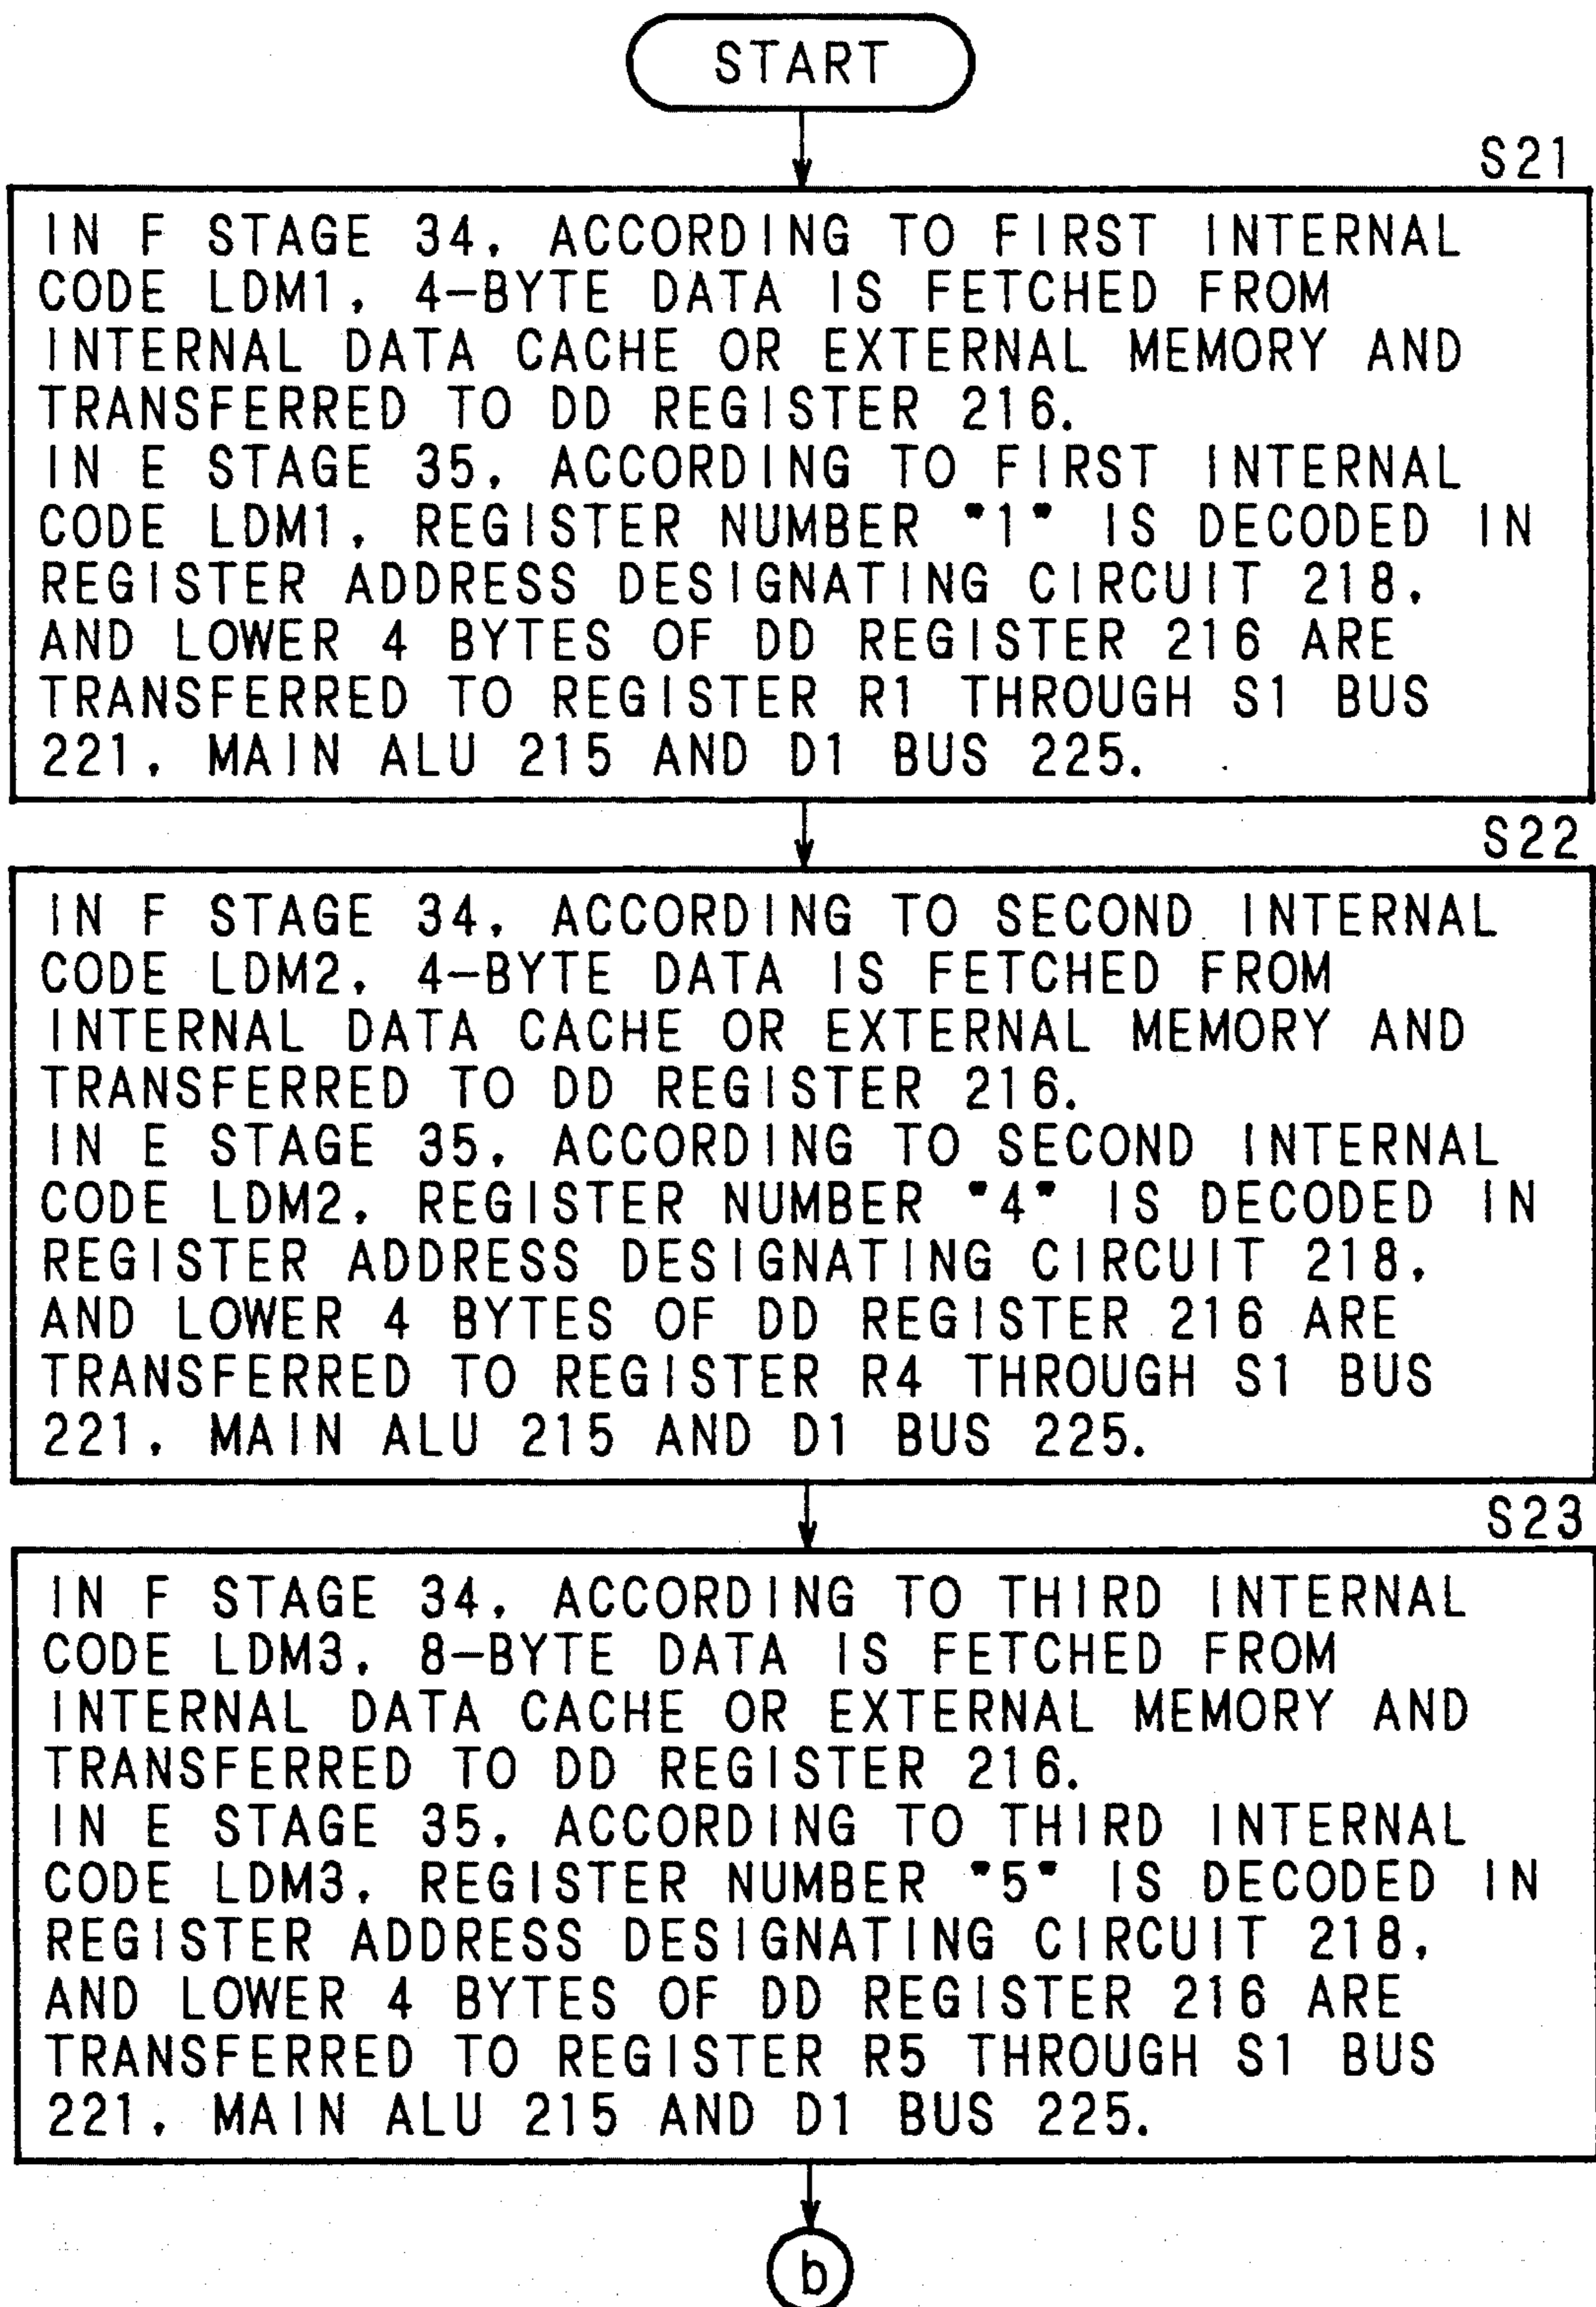 START
S21
IN F STAGE 34, ACCORDING TO FIRST INTERNAL
CODE LDM1, 4-BYTE DATA IS FETCHED FROM
INTERNAL DATA CACHE OR EXTERNAL MEMORY AND
TRANSFERRED TO DD REGISTER 216.
IN E STAGE 35, ACCORDING TO FIRST INTERNAL
CODE LDM1, REGISTER NUMBER "1" IS DECODED IN
REGISTER ADDRESS DESIGNATING CIRCUIT 218,
AND LOWER 4 BYTES OF DD REGISTER 216 ARE
TRANSFERRED TO REGISTER R1 THROUGH S1 BUS
221, MAIN ALU 215 AND D1 BUS 225.
S22
IN F STAGE 34, ACCORDING TO SECOND INTERNAL
CODE LDM2, 4-BYTE DATA IS FETCHED FROM
INTERNAL DATA CACHE OR EXTERNAL MEMORY AND
TRANSFERRED TO DD REGISTER 216.
IN E STAGE 35, ACCORDING TO SECOND INTERNAL
CODE LDM2, REGISTER NUMBER "4" IS DECODED IN
REGISTER ADDRESS DESIGNATING CIRCUIT 218,
AND LOWER 4 BYTES OF DD REGISTER 216 ARE
TRANSFERRED TO REGISTER R4 THROUGH S1 BUS
221, MAIN ALU 215 AND D1 BUS 225.
S23
IN F STAGE 34, ACCORDING TO THIRD INTERNAL
CODE LDM3, 8-BYTE DATA IS FETCHED FROM
INTERNAL DATA CACHE OR EXTERNAL MEMORY AND
TRANSFERRED TO DD REGISTER 216.
IN E STAGE 35, ACCORDING TO THIRD INTERNAL
CODE LDM3, REGISTER NUMBER "5" IS DECODED IN
REGISTER ADDRESS DESIGNATING CIRCUIT 218,
AND LOWER 4 BYTES OF DD REGISTER 216 ARE
TRANSFERRED TO REGISTER R5 THROUGH S1 BUS
221, MAIN ALU 215 AND D1 BUS 225.
b